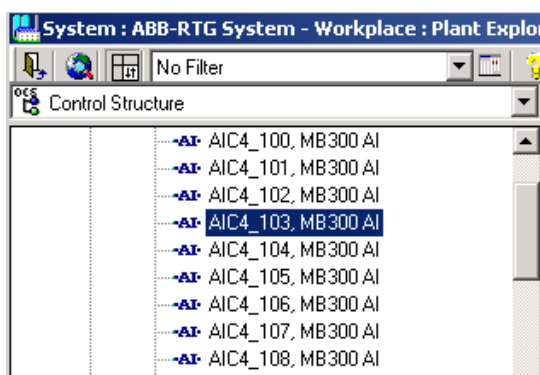 System : ABB-RTG System - Workplace : Plant Explo
No Filter
OCS Control Structure
AI AIC4_100, MB300 AI
AI AIC4_101, MB300 AI
AI AIC4_102, MB300 AI
AI AIC4_103, MB300 AI
AI AIC4_104, MB300 AI
AI AIC4_105, MB300 AI
AI AIC4_106, MB300 AI
AI AIC4_107, MB300 AI
AI AIC4_108, MB300 AI